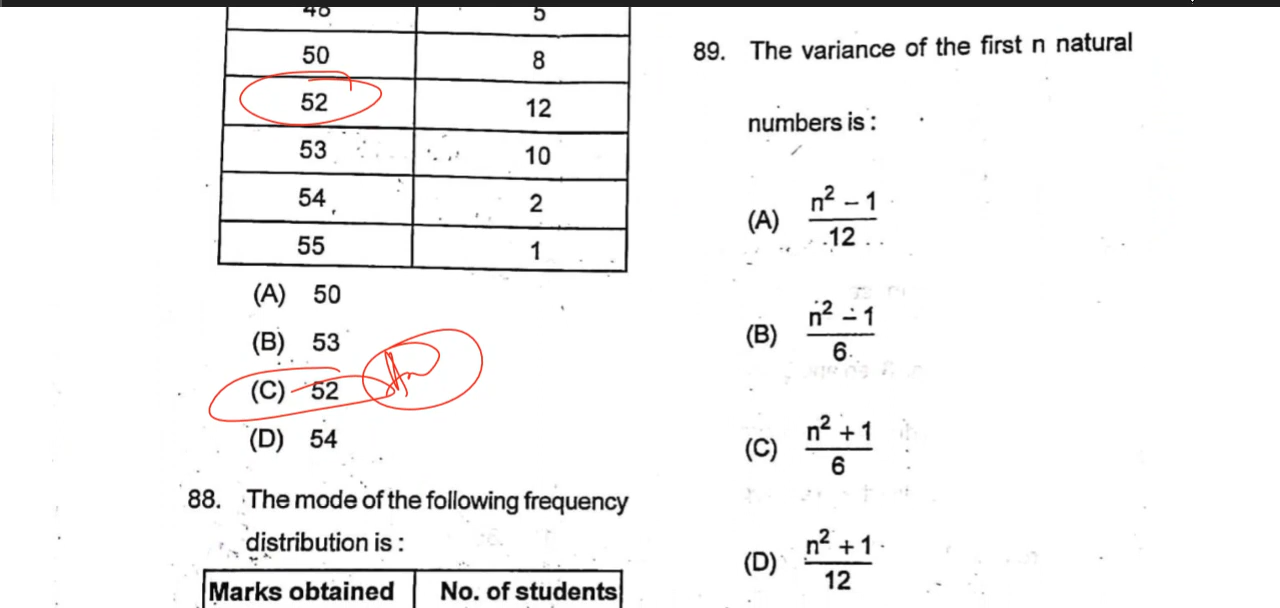 50 8
52 12
53 10
54 2
55 1
(A) 50
(B) 53
(C) 52
(D) 54
88. The mode of the following frequency
distribution is :
Marks obtained No. of students
89. The variance of the first n natural
numbers is :
(A) n² – 1
12
(B) n² – 1
6
(C) n² + 1
6
(D) n² + 1
12